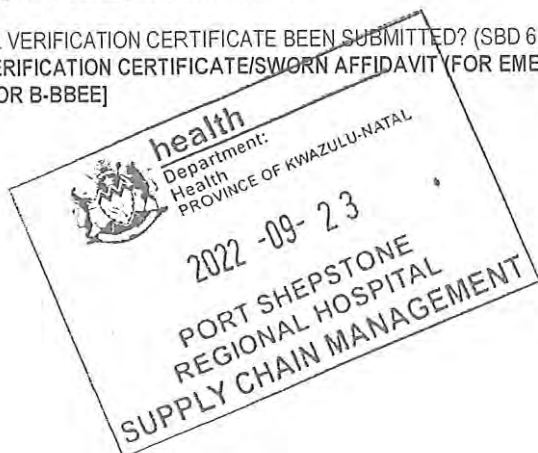 VERIFICATION CERTIFICATE BEEN SUBMITTED? (SBD 6
ERIFICATION CERTIFICATE/SWORN AFFIDAVIT (FOR EME
OR B-BBEE]
health
Department:
Health
PROVINCE OF KWAZULU-NATAL
2022 -09- 23
PORT SHEPSTONE
REGIONAL HOSPITAL
SUPPLY CHAIN MANAGEMENT